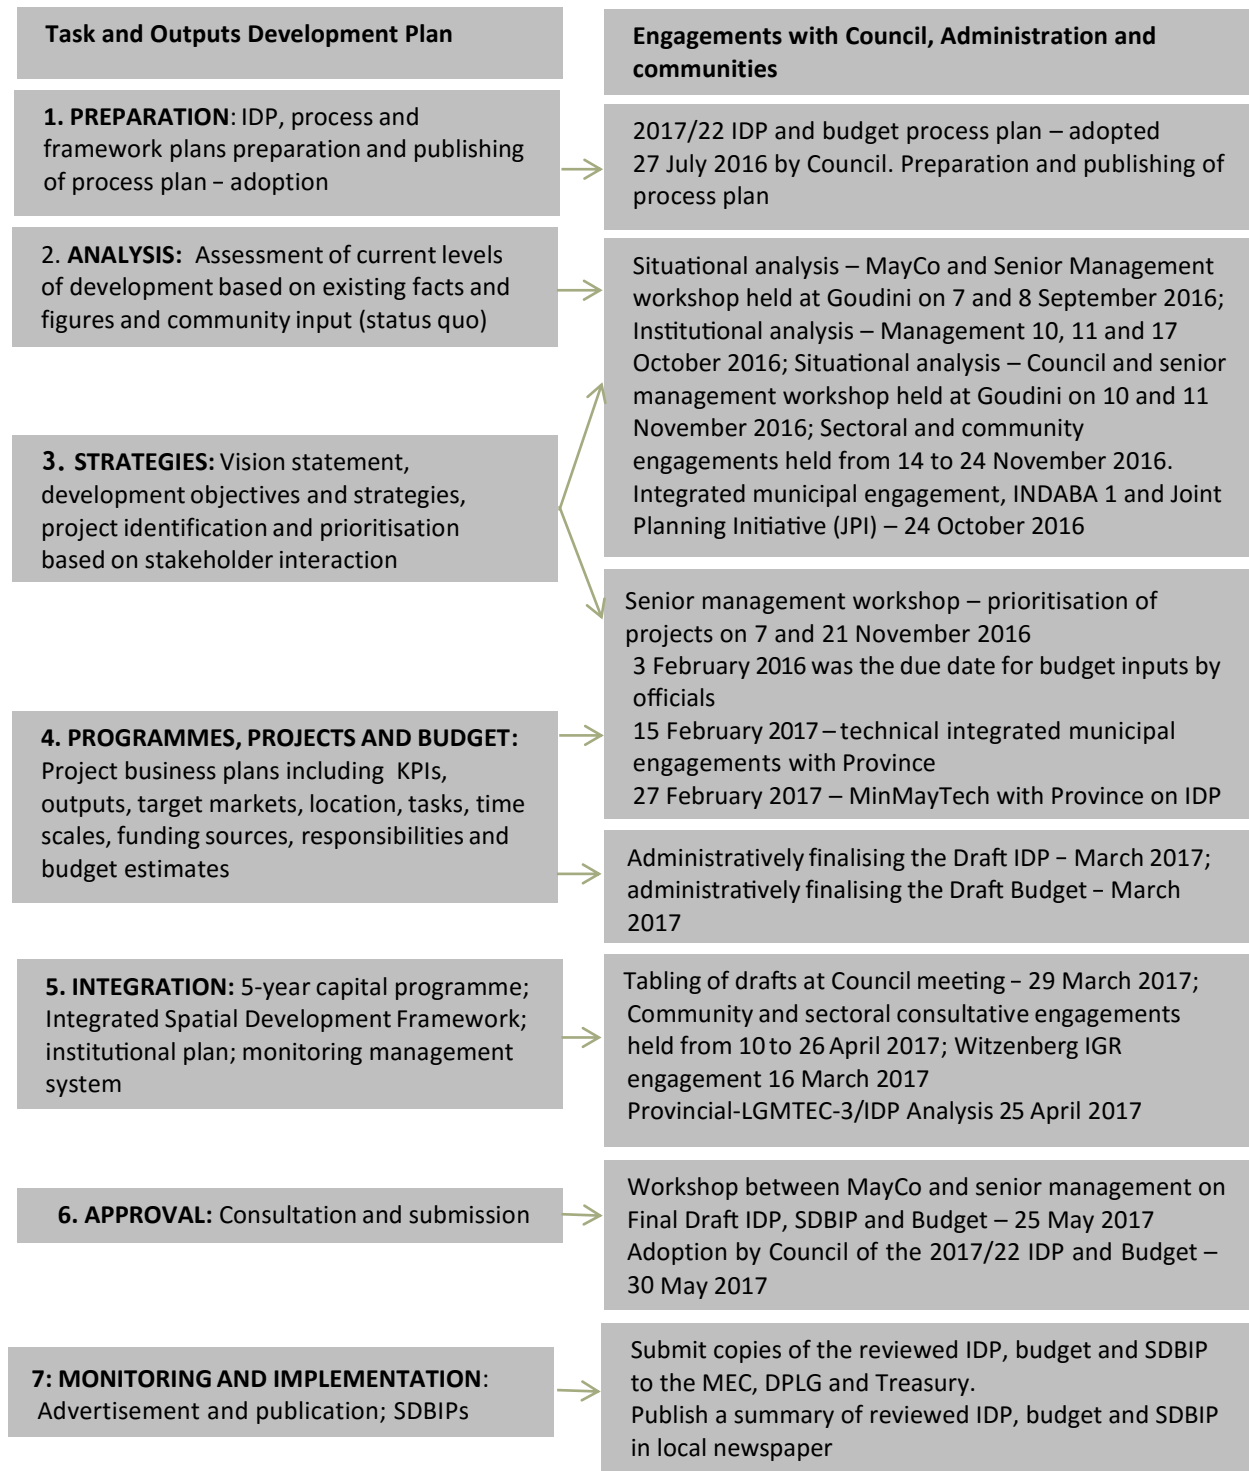 Task and Outputs Development Plan
Engagements with Council, Administration and
communities
1. PREPARATION: IDP, process and
framework plans preparation and publishing
of process plan – adoption
2017/22 IDP and budget process plan – adopted
27 July 2016 by Council. Preparation and publishing of
process plan
2. ANALYSIS: Assessment of current levels
of development based on existing facts and
figures and community input (status quo)
Situational analysis – MayCo and Senior Management
workshop held at Goudini on 7 and 8 September 2016;
Institutional analysis – Management 10, 11 and 17
October 2016; Situational analysis – Council and senior
management workshop held at Goudini on 10 and 11
November 2016; Sectoral and community
engagements held from 14 to 24 November 2016.
Integrated municipal engagement, INDABA 1 and Joint
Planning Initiative (JPI) – 24 October 2016
3. STRATEGIES: Vision statement,
development objectives and strategies,
project identification and prioritisation
based on stakeholder interaction
Senior management workshop – prioritisation of
projects on 7 and 21 November 2016
3 February 2016 was the due date for budget inputs by
officials
15 February 2017 – technical integrated municipal
engagements with Province
27 February 2017 – MinMayTech with Province on IDP
4. PROGRAMMES, PROJECTS AND BUDGET:
Project business plans including KPIs,
outputs, target markets, location, tasks, time
scales, funding sources, responsibilities and
budget estimates
Administratively finalising the Draft IDP – March 2017;
administratively finalising the Draft Budget – March
2017
5. INTEGRATION: 5-year capital programme;
Integrated Spatial Development Framework;
institutional plan; monitoring management
system
Tabling of drafts at Council meeting – 29 March 2017;
Community and sectoral consultative engagements
held from 10 to 26 April 2017; Witzenberg IGR
engagement 16 March 2017
Provincial-LGMTEC-3/IDP Analysis 25 April 2017
6. APPROVAL: Consultation and submission
Workshop between MayCo and senior management on
Final Draft IDP, SDBIP and Budget – 25 May 2017
Adoption by Council of the 2017/22 IDP and Budget –
30 May 2017
7: MONITORING AND IMPLEMENTATION:
Advertisement and publication; SDBIPs
Submit copies of the reviewed IDP, budget and SDBIP
to the MEC, DPLG and Treasury.
Publish a summary of reviewed IDP, budget and SDBIP
in local newspaper